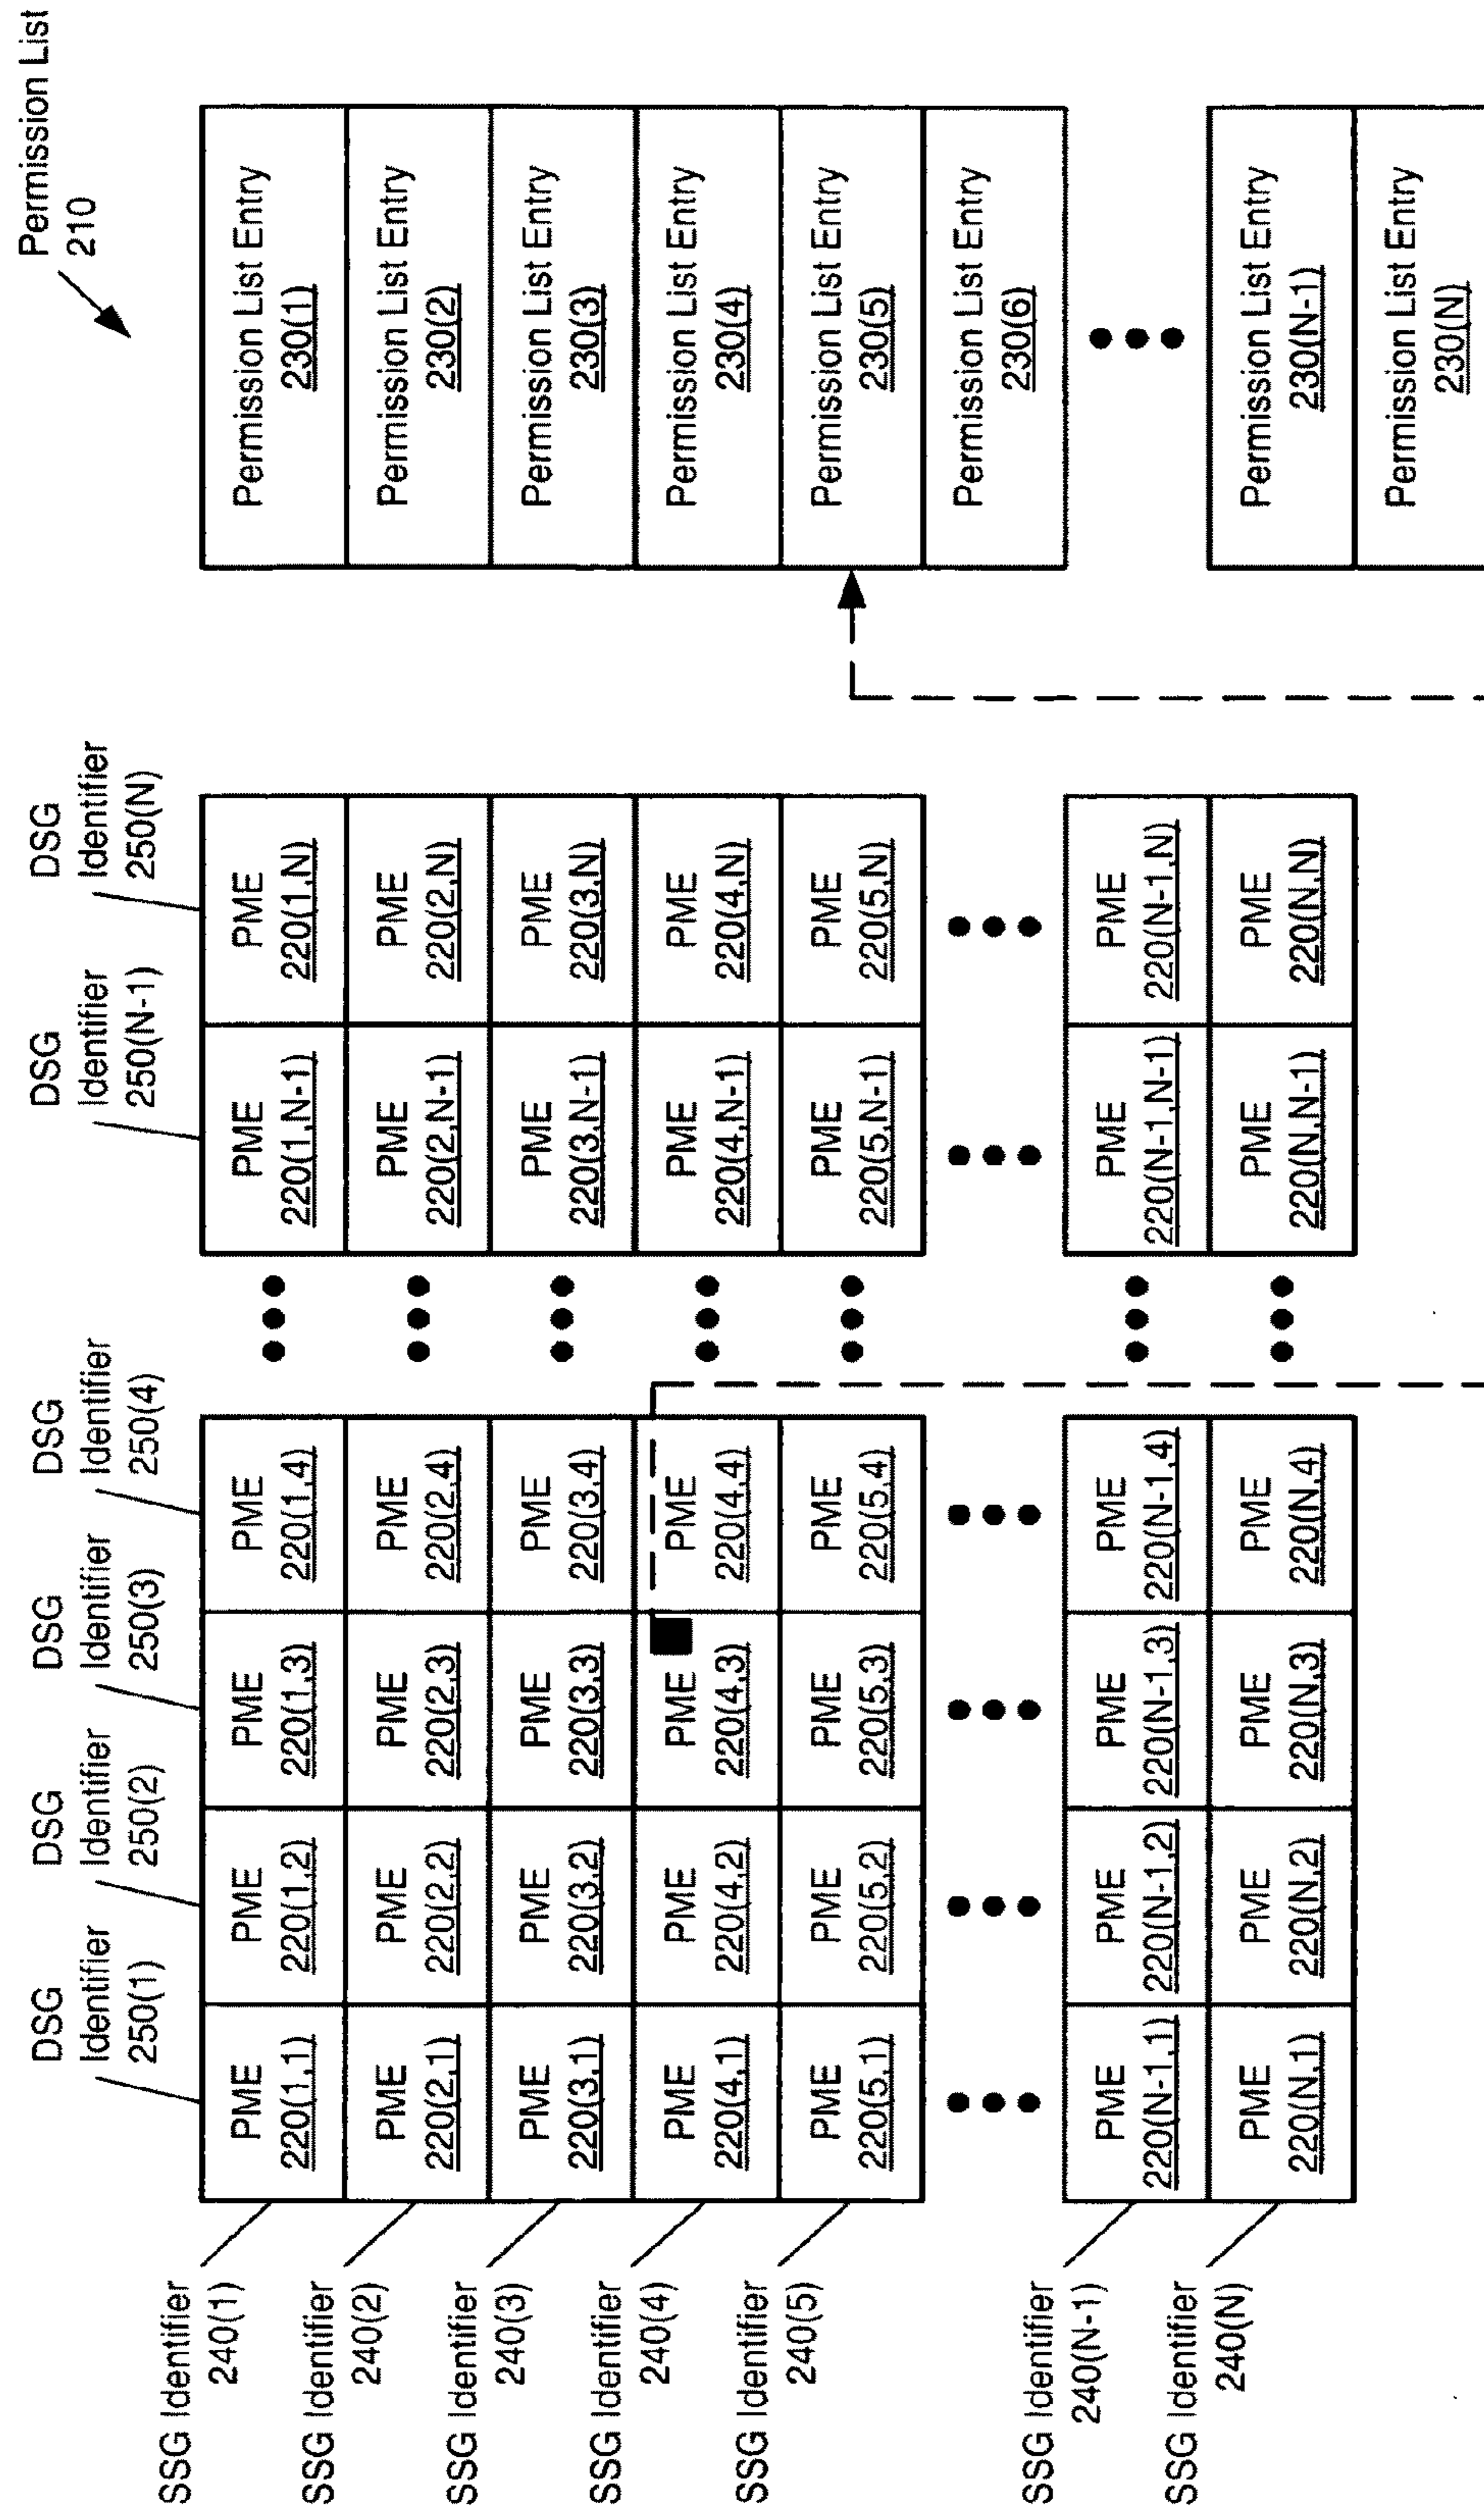 Permission List
210
DSG
Identifier
250(1)
DSG
Identifier
250(2)
DSG
Identifier
250(3)
DSG
Identifier
250(4)
DSG
Identifier
250(N-1)
DSG
Identifier
250(N)
SSG Identifier
240(1)
PME
220(1,1)
PME
220(1,2)
PME
220(1,3)
PME
220(1,4)
PME
220(1,N-1)
PME
220(1,N)
Permission List Entry
230(1)
SSG Identifier
240(2)
PME
220(2,1)
PME
220(2,2)
PME
220(2,3)
PME
220(2,4)
PME
220(2,N-1)
PME
220(2,N)
Permission List Entry
230(2)
SSG Identifier
240(3)
PME
220(3,1)
PME
220(3,2)
PME
220(3,3)
PME
220(3,4)
PME
220(3,N-1)
PME
220(3,N)
Permission List Entry
230(3)
SSG Identifier
240(4)
PME
220(4,1)
PME
220(4,2)
PME
220(4,3)
PME
220(4,4)
PME
220(4,N-1)
PME
220(4,N)
Permission List Entry
230(4)
SSG Identifier
240(5)
PME
220(5,1)
PME
220(5,2)
PME
220(5,3)
PME
220(5,4)
PME
220(5,N-1)
PME
220(5,N)
Permission List Entry
230(5)
Permission List Entry
230(6)
SSG Identifier
240(N-1)
PME
220(N-1,1)
PME
220(N-1,2)
PME
220(N-1,3)
PME
220(N-1,4)
PME
220(N-1,N-1)
PME
220(N-1,N)
Permission List Entry
230(N-1)
SSG Identifier
240(N)
PME
220(N,1)
PME
220(N,2)
PME
220(N,3)
PME
220(N,4)
PME
220(N,N-1)
PME
220(N,N)
Permission List Entry
230(N)